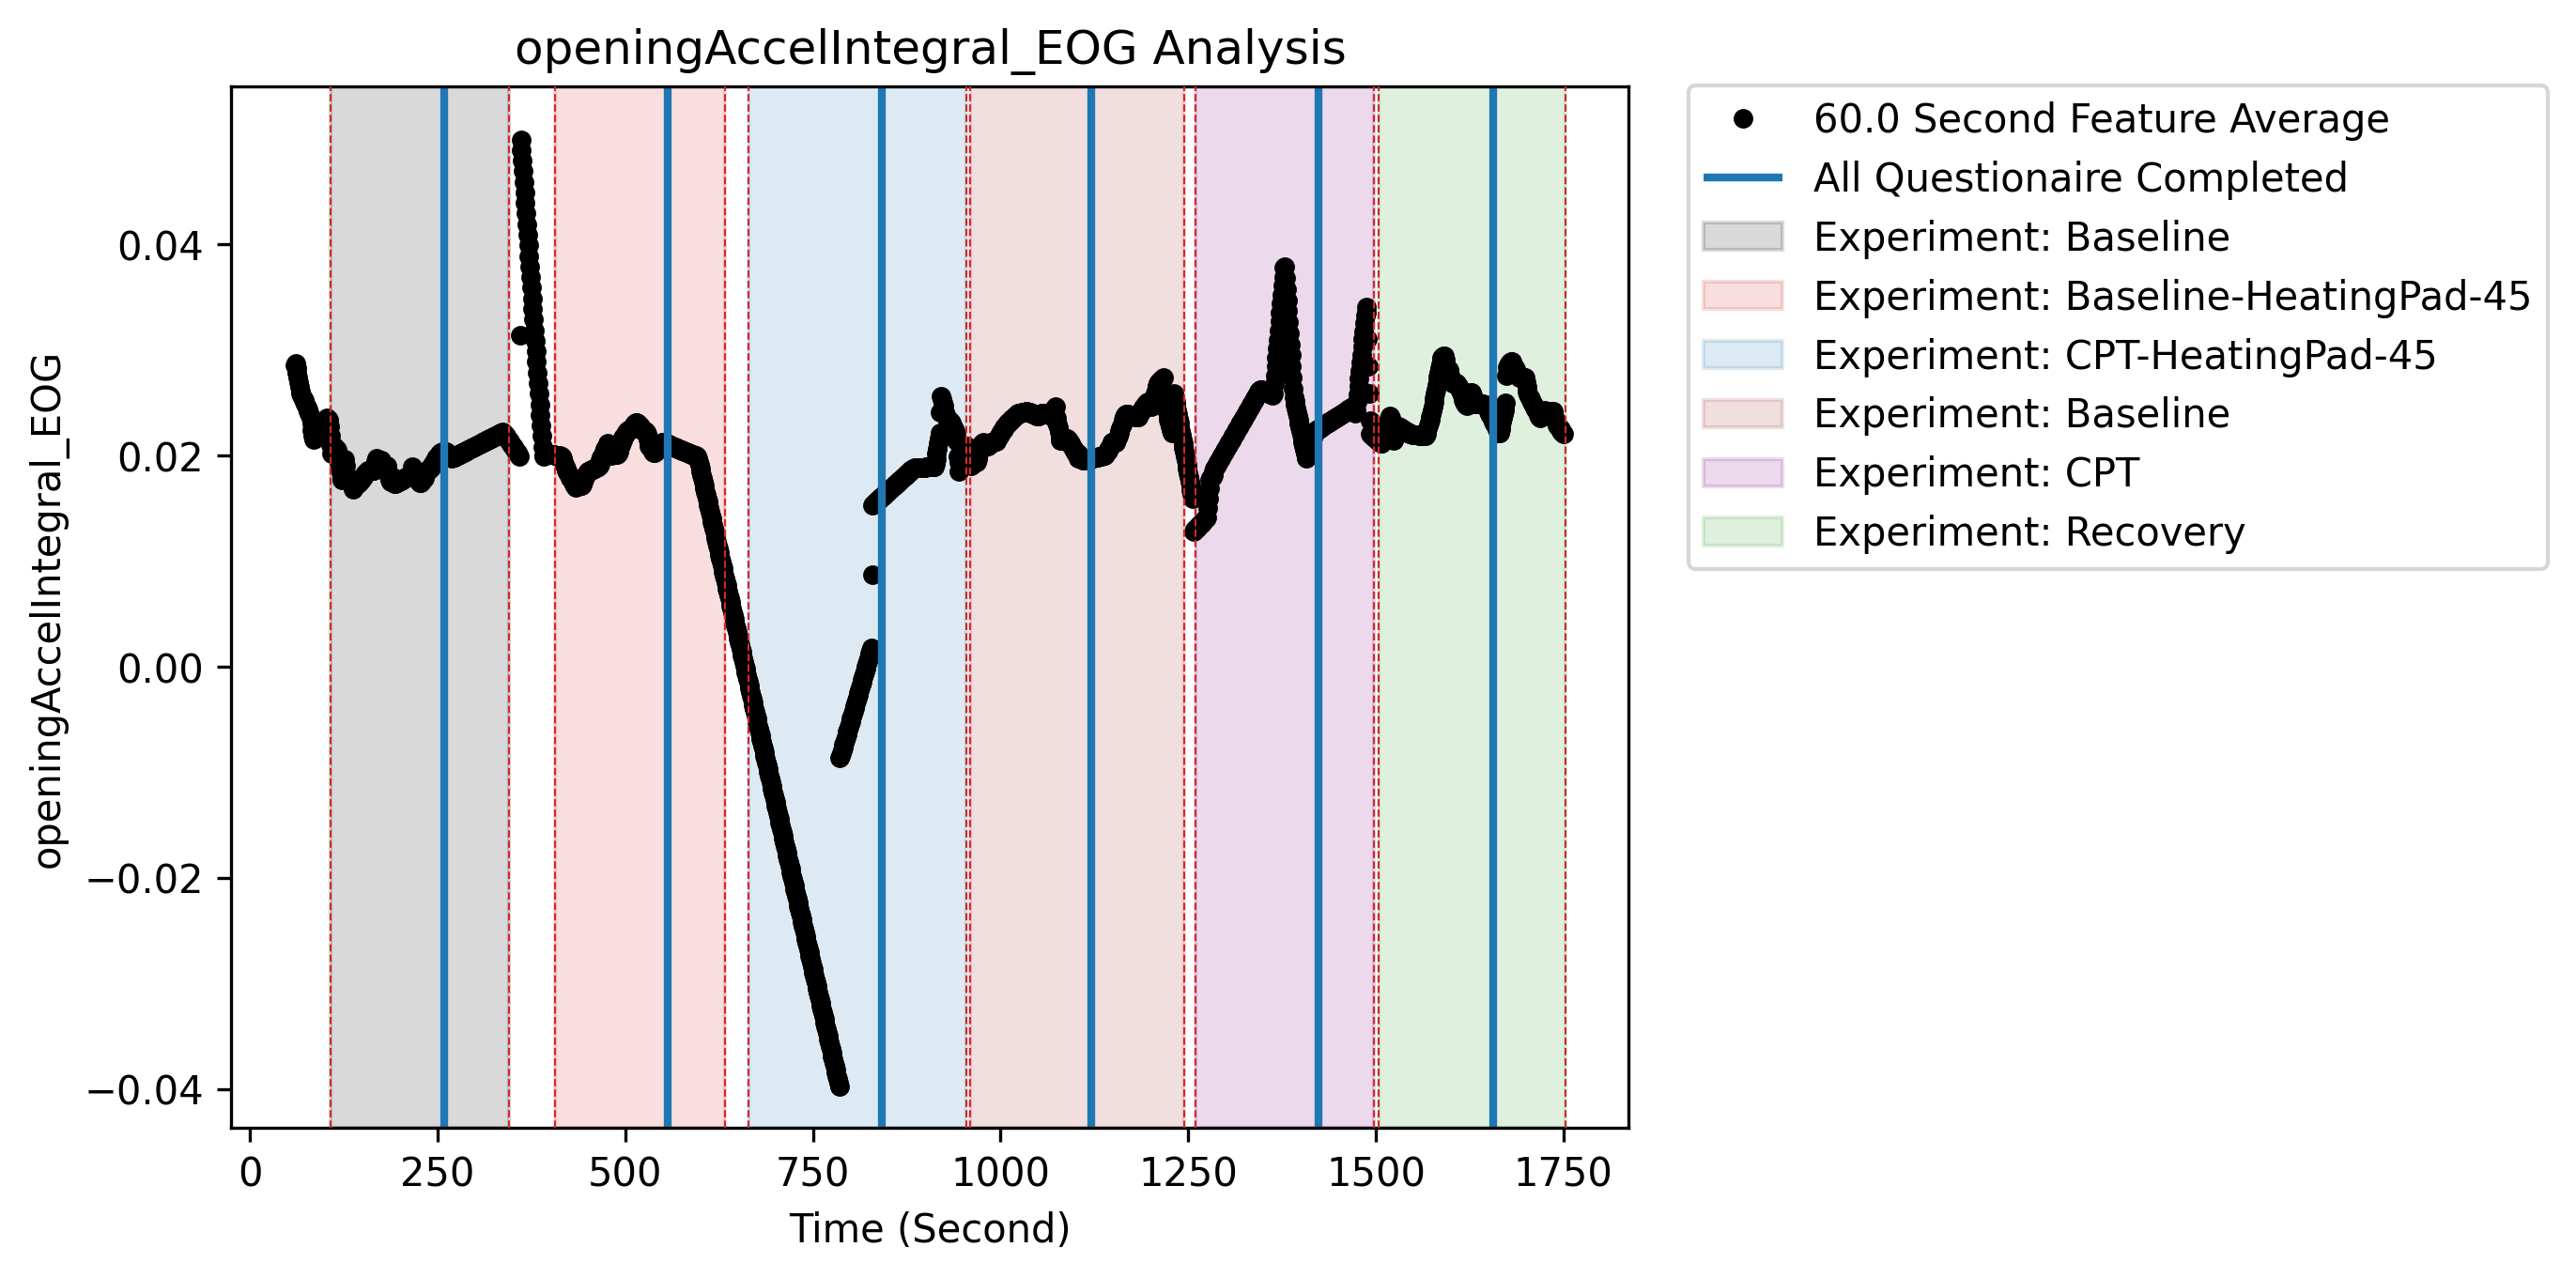 openingAccelIntegral_EOG Analysis
openingAccelIntegral_EOG
0.04
0.02
0.00
−0.02
−0.04
0 250 500 750 1000 1250 1500 1750
Time (Second)
60.0 Second Feature Average
All Questionaire Completed
Experiment: Baseline
Experiment: Baseline-HeatingPad-45
Experiment: CPT-HeatingPad-45
Experiment: Baseline
Experiment: CPT
Experiment: Recovery